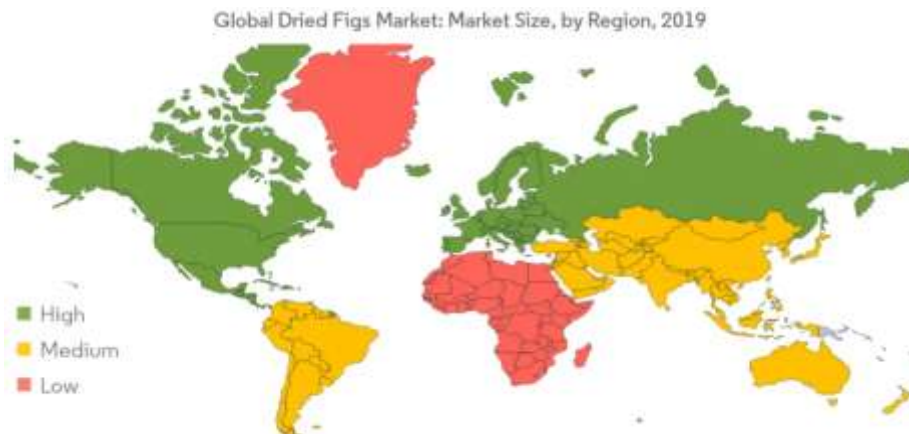 Global Dried Figs Market: Market Size, by Region, 2019
High
Medium
Low